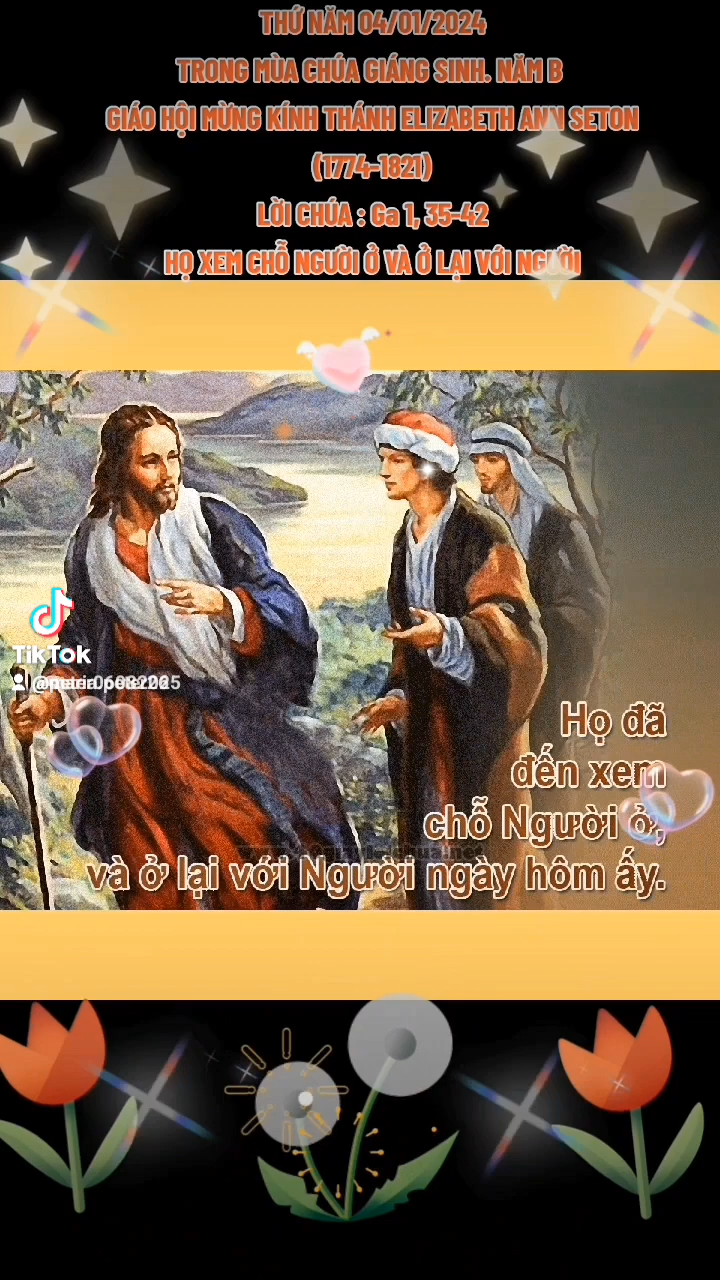 THỨ NĂM 04/01/2024
TRONG MÙA CHÚA GIÁNG SINH. NĂM B
GIÁO HỘI MỪNG KÍNH THÁNH ELIZABETH ANN SETON
(1774-1821)
LỜI CHÚA : Ga 1, 35-42
HỌ XEM CHỖ NGƯỜI Ở VÀ Ở LẠI VỚI NGƯỜI
TikTok
Họ đã
đến xem
chỗ Người ở,
và ở lại với Người ngày hôm ấy.